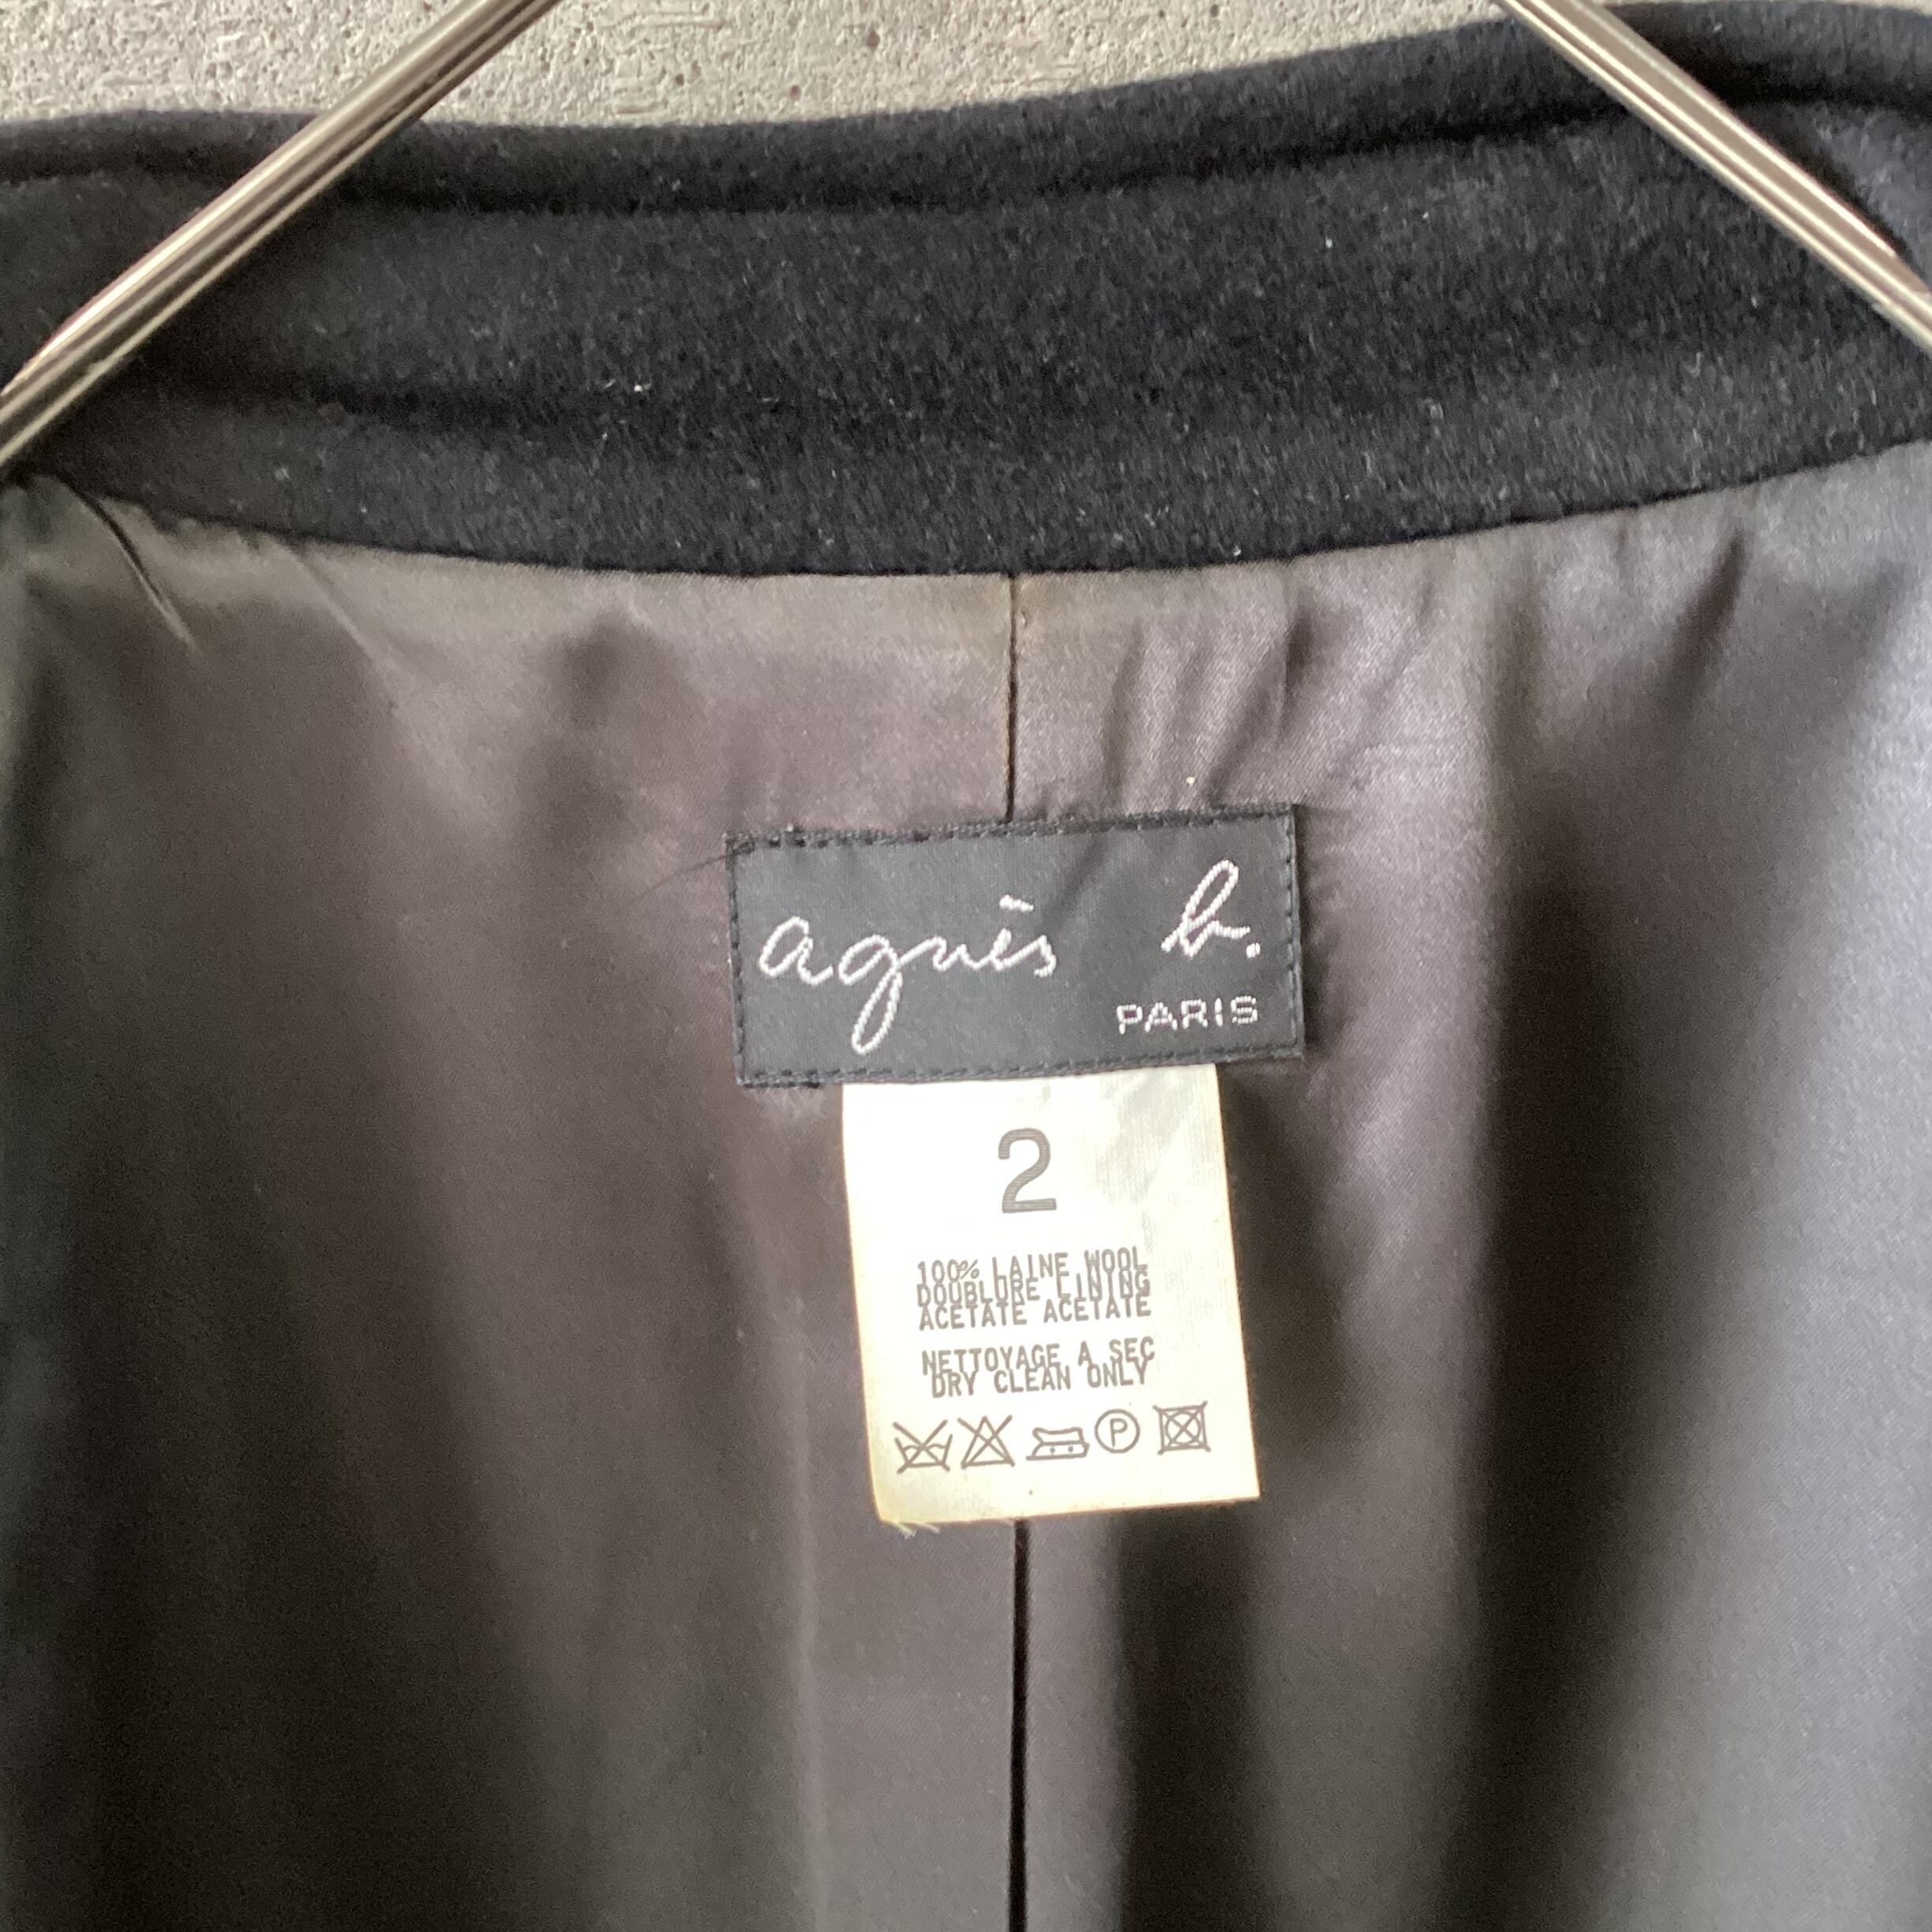 agnès b.
PARIS
2
100% LAINE WOOL
DOUBLURE LINING
ACETATE ACETATE
NETTOYAGE A SEC
DRY CLEAN ONLY
P